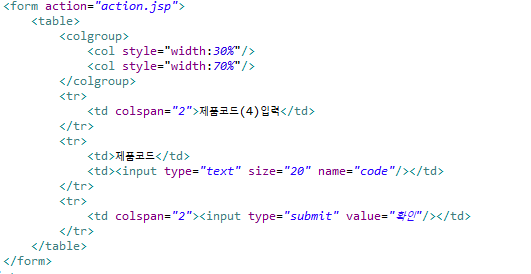 <form action="action.jsp">
<table>
<colgroup>
<col style="width:30%"/>
<col style="width:70%"/>
</colgroup>
<tr>
<td colspan="2">제품코드(4)입력</td>
</tr>
<tr>
<td>제품코드</td>
<td><input type="text" size="20" name="code"/></td>
</tr>
<tr>
<td colspan="2"><input type="submit" value="확인"/></td>
</tr>
</table>
</form>